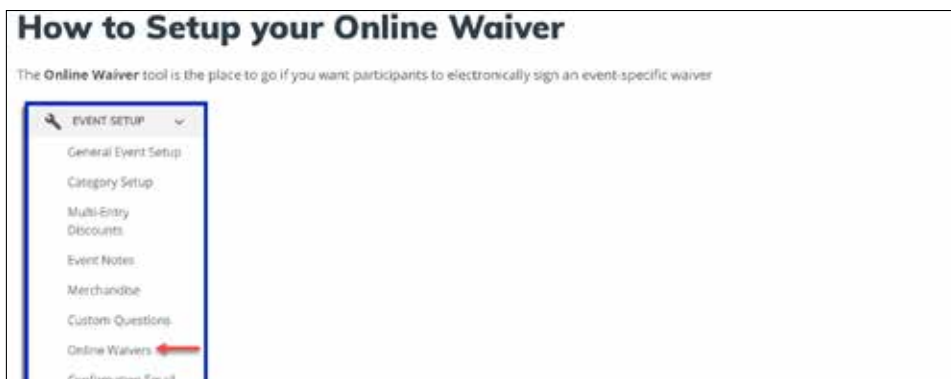 How to Setup your Online Waiver
The Online Waiver tool is the place to go if you want participants to electronically sign an event-specific waiver
EVENT SETUP
General Event Setup
Category Setup
Multi-Entry
Discounts
Event Notes
Merchandise
Custom Questions
Online Waivers
Confirmation Email